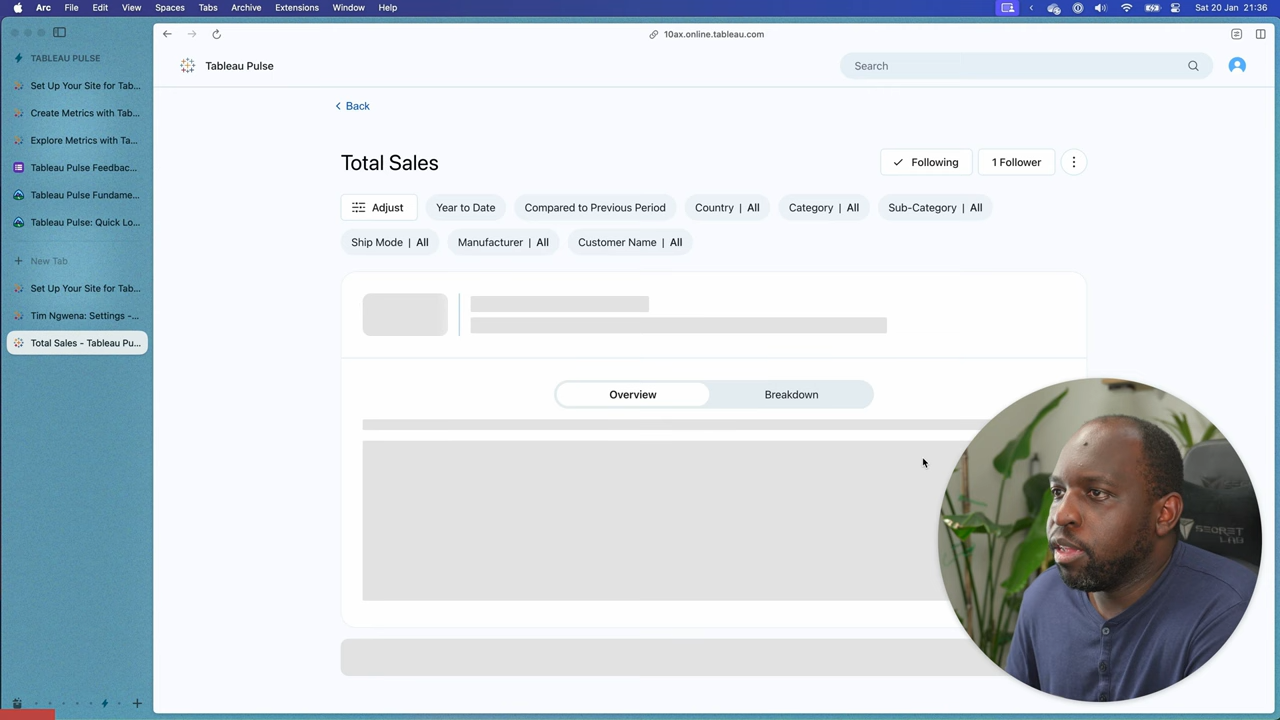 Arc File Edit View Spaces Tabs Archive Extensions Window Help Sat 20 Jan 21:36
TABLEAU PULSE
Set Up Your Site for Tab...
Create Metrics with Tab...
Explore Metrics with Ta...
Tableau Pulse Feedbac...
Tableau Pulse Fundame...
Tableau Pulse: Quick Lo...
New Tab
Set Up Your Site for Tab...
Tim Ngwena: Settings -...
Total Sales - Tableau Pu...
10ax.online.tableau.com
Tableau Pulse
Search
Back
Total Sales
Following
1 Follower
Adjust
Year to Date
Compared to Previous Period
Country | All
Category | All
Sub-Category | All
Ship Mode | All
Manufacturer | All
Customer Name | All
Overview
Breakdown
SECRET
LAB